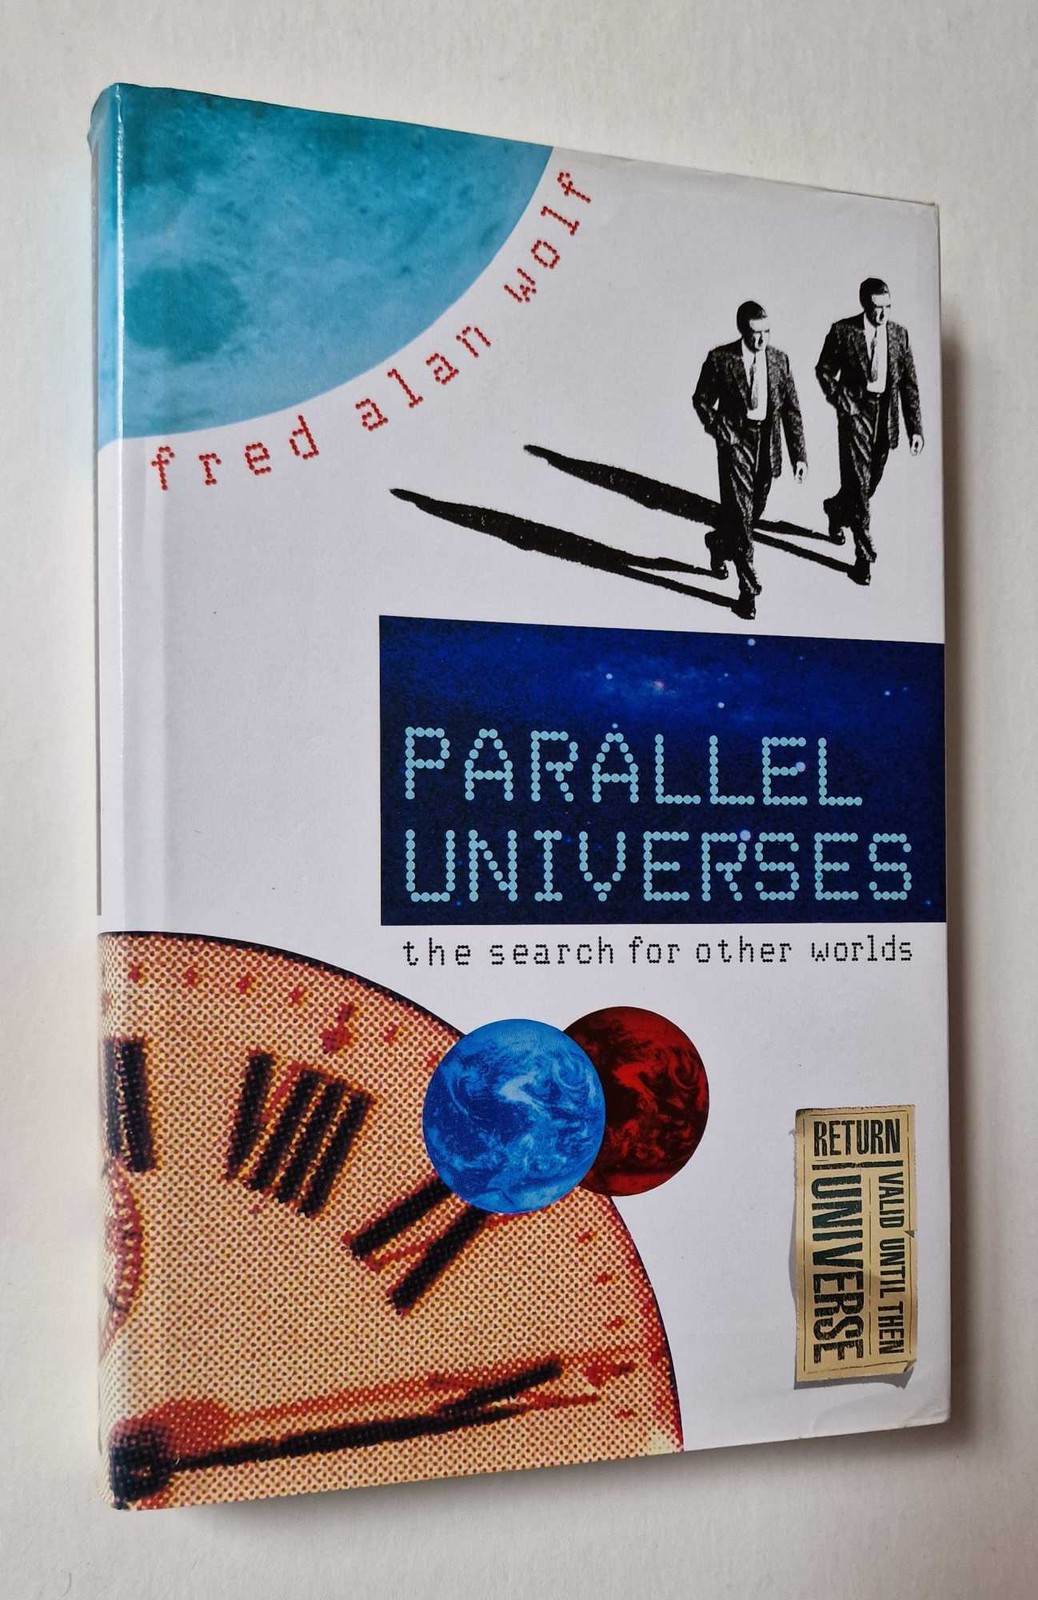 fred alan wolf
PARALLEL
UNIVERSES
the search for other worlds
RETURN
VALID UNTIL THEN
UNIVERSE